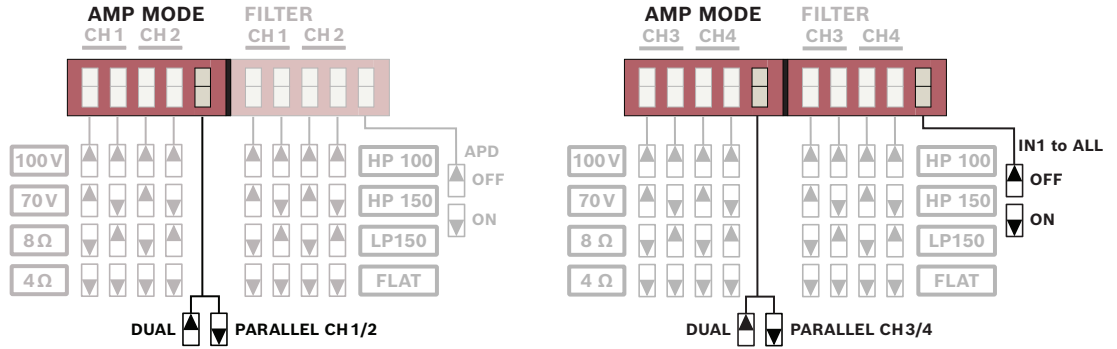 AMP MODE FILTER
CH 1 CH 2 CH 1 CH 2
100 V HP 100 APD
OFF
70 V HP 150
ON
8 Ω LP150
4 Ω FLAT
DUAL PARALLEL CH 1/2
AMP MODE FILTER
CH3 CH4 CH3 CH4
IN1 to ALL
100 V HP 100
OFF
70 V HP 150
ON
8 Ω LP150
4 Ω FLAT
DUAL PARALLEL CH 3/4